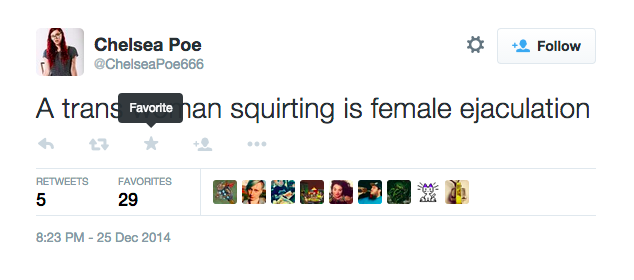 Chelsea Poe
@ChelseaPoe666
Follow
A trans woman squirting is female ejaculation
Favorite
RETWEETS
5
FAVORITES
29
8:23 PM - 25 Dec 2014